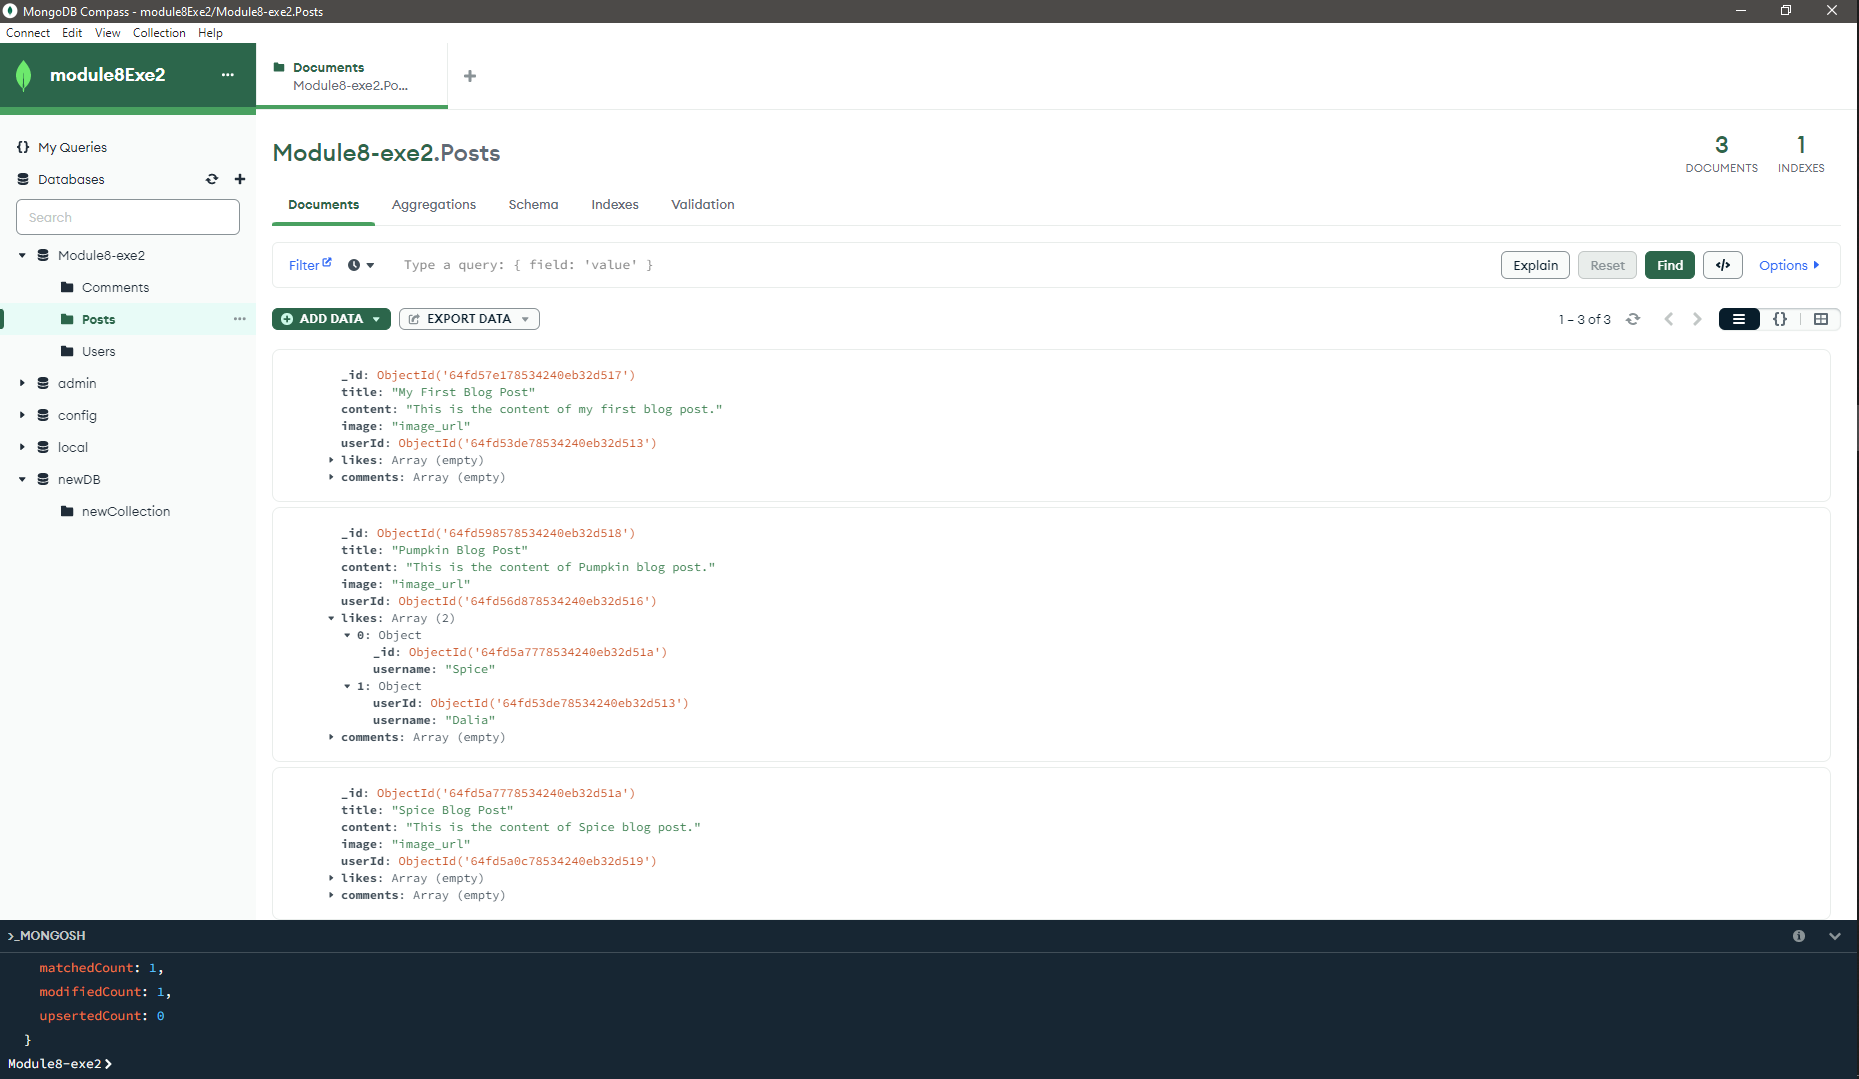 MongoDB Compass - module8Exe2/Module8-exe2.Posts
Connect Edit View Collection Help
module8Exe2
Documents
Module8-exe2.Po...
My Queries
Databases
Search
Module8-exe2
Comments
Posts
Users
admin
config
local
newDB
newCollection
Module8-exe2.Posts
3
DOCUMENTS
1
INDEXES
Documents Aggregations Schema Indexes Validation
Filter Type a query: { field: 'value' } Explain Reset Find </> Options
ADD DATA EXPORT DATA 1 – 3 of 3 {}
_id: ObjectId('64fd57e178534240eb32d517')
title: "My First Blog Post"
content: "This is the content of my first blog post."
image: "image_url"
userId: ObjectId('64fd53de78534240eb32d513')
likes: Array (empty)
comments: Array (empty)
_id: ObjectId('64fd598578534240eb32d518')
title: "Pumpkin Blog Post"
content: "This is the content of Pumpkin blog post."
image: "image_url"
userId: ObjectId('64fd56d878534240eb32d516')
likes: Array (2)
0: Object
_id: ObjectId('64fd5a7778534240eb32d51a')
username: "Spice"
1: Object
userId: ObjectId('64fd53de78534240eb32d513')
username: "Dalia"
comments: Array (empty)
_id: ObjectId('64fd5a7778534240eb32d51a')
title: "Spice Blog Post"
content: "This is the content of Spice blog post."
image: "image_url"
userId: ObjectId('64fd5a0c78534240eb32d519')
likes: Array (empty)
comments: Array (empty)
>_MONGOSH
matchedCount: 1,
modifiedCount: 1,
upsertedCount: 0
}
Module8-exe2>